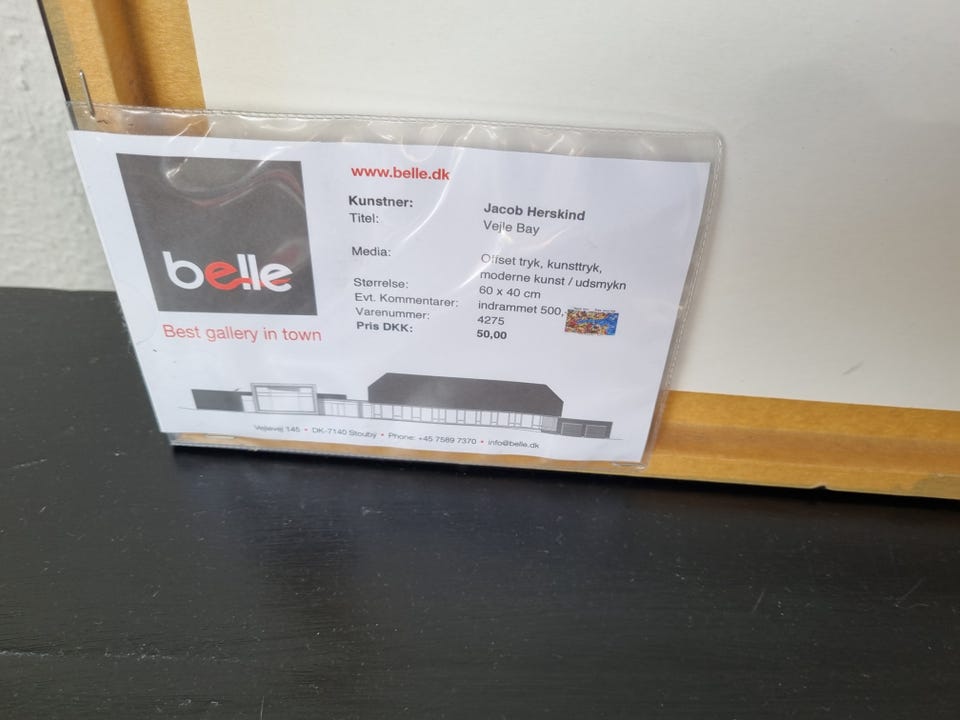 www.belle.dk
Kunstner: Jacob Herskind
Titel: Vejle Bay
Media: Offset tryk, kunsttryk,
moderne kunst / udsmykn
Størrelse: 60 x 40 cm
Evt. Kommentarer: indrammet 500,-
Varenummer: 4275
Pris DKK: 50,00
belle
Best gallery in town
Vejlevej 145 • DK-7140 Stouby • Phone: +45 7589 7370 • info@belle.dk